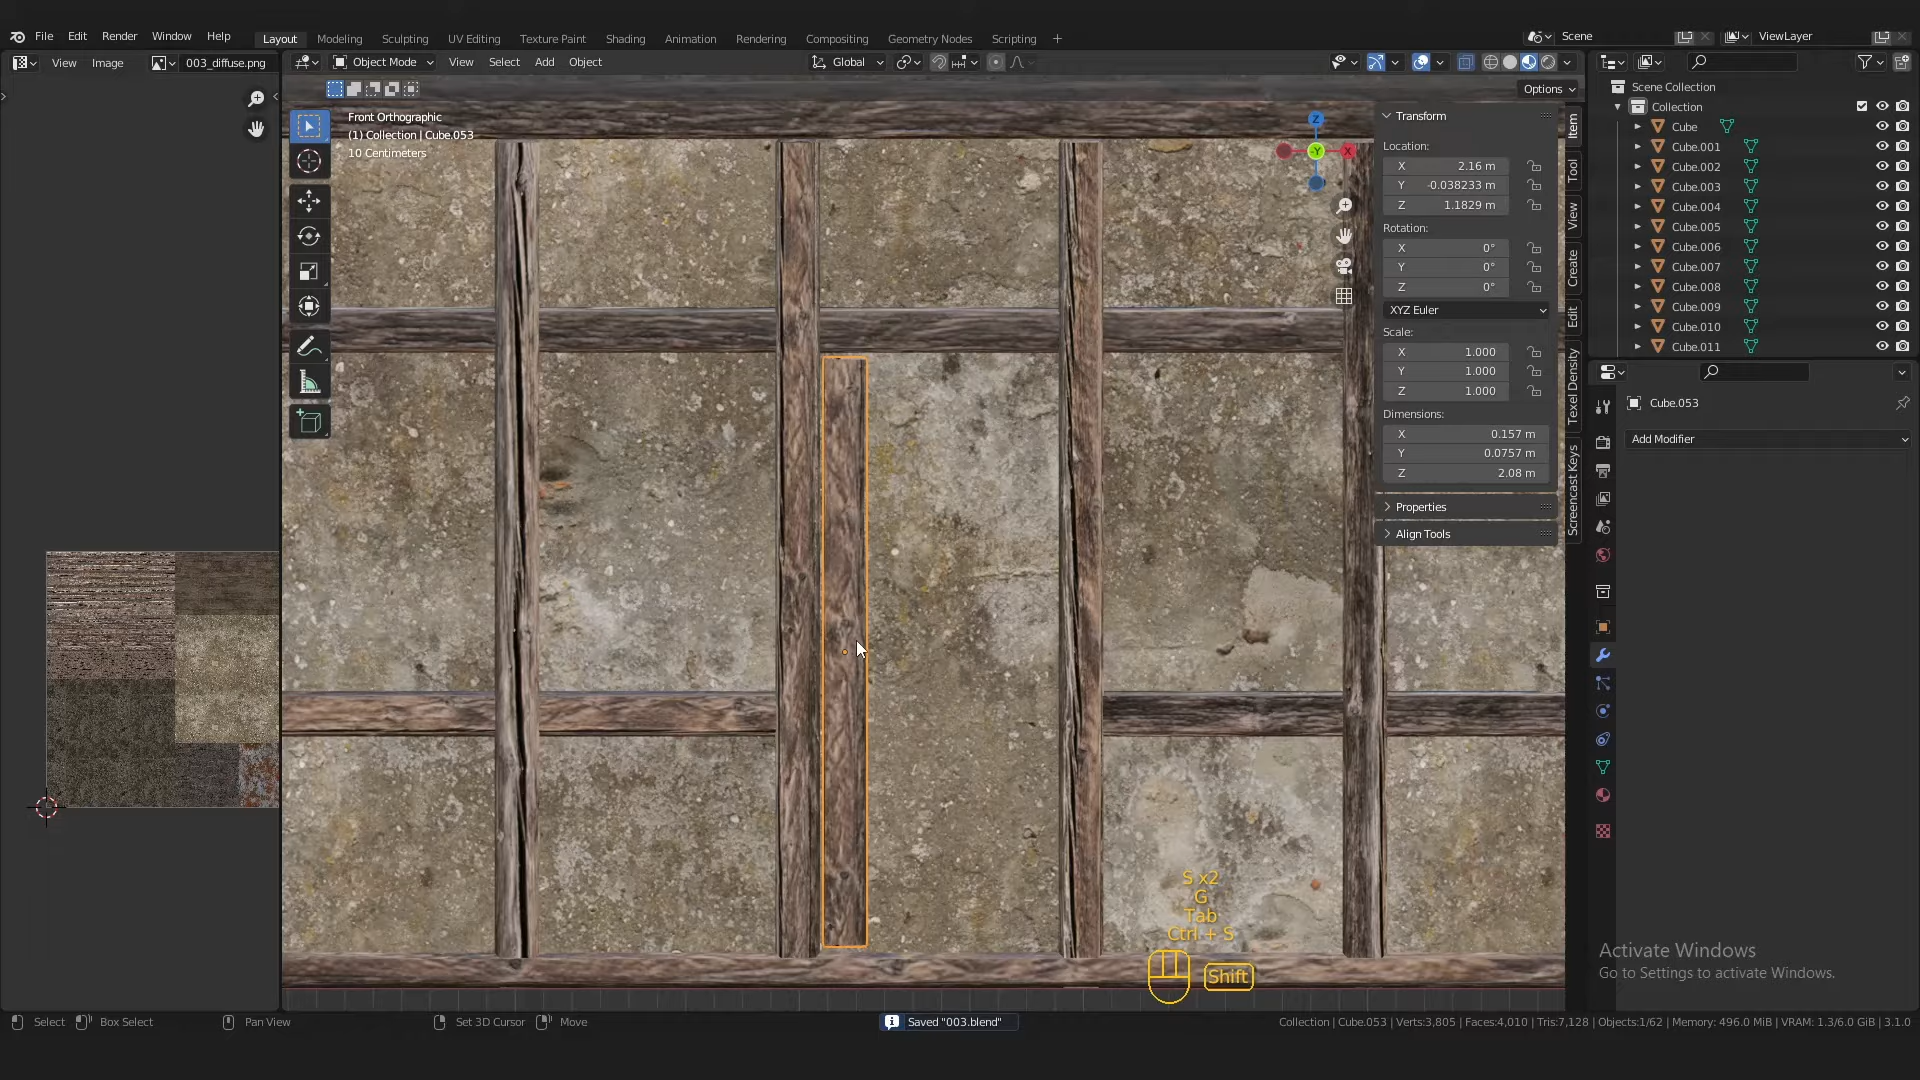 File Edit Render Window Help Layout Modeling Sculpting UV Editing Texture Paint Shading Animation Rendering Compositing Geometry Nodes Scripting + Scene ViewLayer
View Image 003_diffuse.png Object Mode View Select Add Object Global
Options
Front Orthographic
(1) Collection | Cube.053
10 Centimeters
Z
-Y
X
Transform
Location:
X 2.16 m
Y -0.038233 m
Z 1.1829 m
Rotation:
X 0°
Y 0°
Z 0°
XYZ Euler
Scale:
X 1.000
Y 1.000
Z 1.000
Dimensions:
X 0.157 m
Y 0.0757 m
Z 2.08 m
Properties
Align Tools
Item
Tool
View
Create
Edit
Texel Density
Screencast Keys
Scene Collection
Collection
Cube
Cube.001
Cube.002
Cube.003
Cube.004
Cube.005
Cube.006
Cube.007
Cube.008
Cube.009
Cube.010
Cube.011
Cube.053
Add Modifier
S x2
G
Tab
Ctrl + S
Shift
Activate Windows
Go to Settings to activate Windows.
Select Box Select Pan View Set 3D Cursor Move Saved "003.blend" Collection | Cube.053 | Verts:3,805 | Faces:4,010 | Tris:7,128 | Objects:1/62 | Memory: 496.0 MiB | VRAM: 1.3/6.0 GiB | 3.1.0